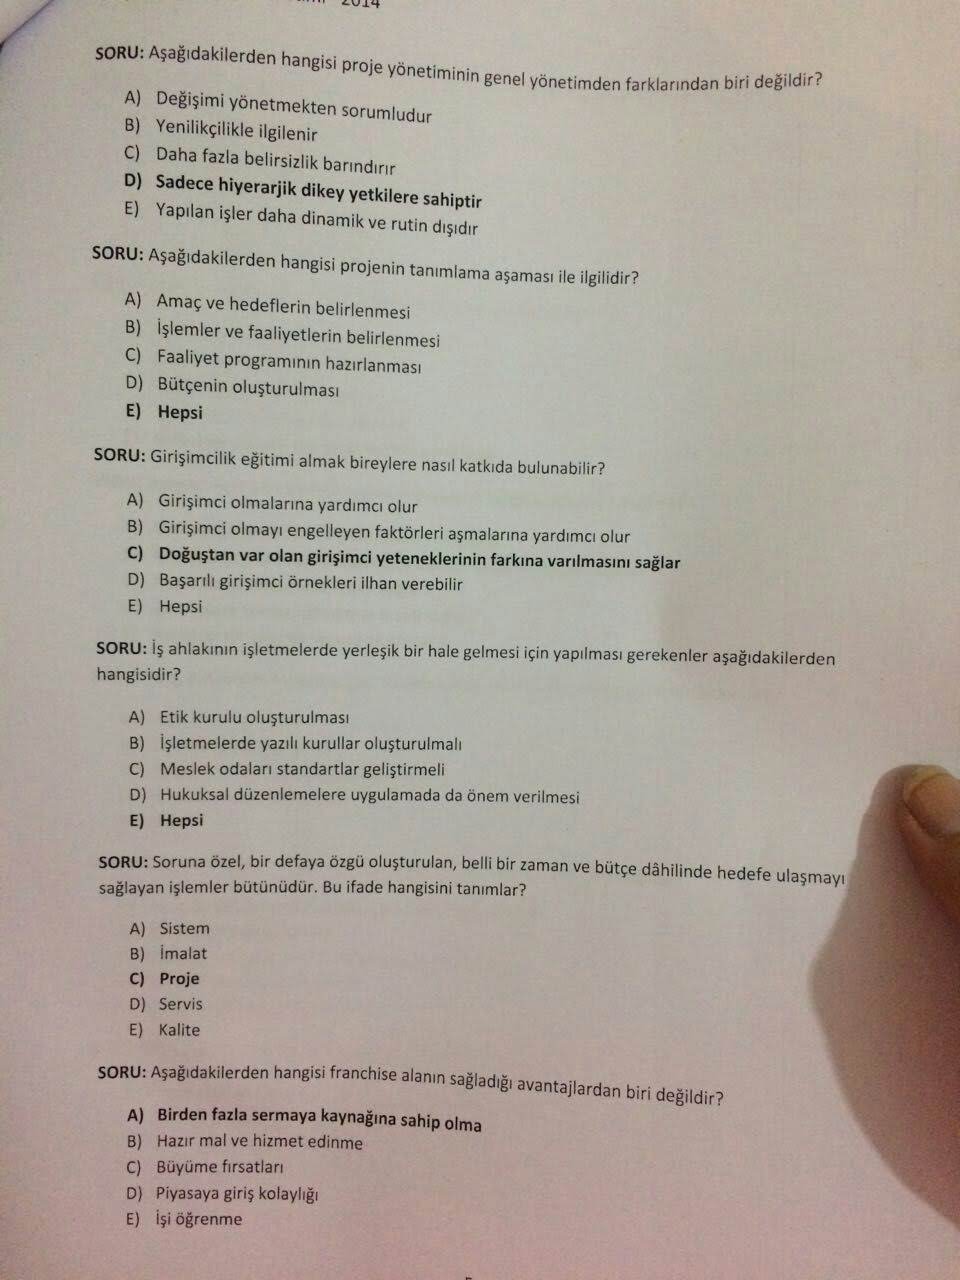 2014
SORU: Aşağıdakilerden hangisi proje yönetiminin genel yönetimden farklarından biri değildir?
A) Değişimi yönetmekten sorumludur
B) Yenilikçilikle ilgilenir
C) Daha fazla belirsizlik barındırır
D) Sadece hiyerarjik dikey yetkilere sahiptir
E) Yapılan işler daha dinamik ve rutin dışıdır
SORU: Aşağıdakilerden hangisi projenin tanımlama aşaması ile ilgilidir?
A) Amaç ve hedeflerin belirlenmesi
B) İşlemler ve faaliyetlerin belirlenmesi
C) Faaliyet programının hazırlanması
D) Bütçenin oluşturulması
E) Hepsi
SORU: Girişimcilik eğitimi almak bireylere nasıl katkıda bulunabilir?
A) Girişimci olmalarına yardımcı olur
B) Girişimci olmayı engelleyen faktörleri aşmalarına yardımcı olur
C) Doğuştan var olan girişimci yeteneklerinin farkına varılmasını sağlar
D) Başarılı girişimci örnekleri ilhan verebilir
E) Hepsi
SORU: İş ahlakının işletmelerde yerleşik bir hale gelmesi için yapılması gerekenler aşağıdakilerden
hangisidir?
A) Etik kurulu oluşturulması
B) İşletmelerde yazılı kurullar oluşturulmalı
C) Meslek odaları standartlar geliştirmeli
D) Hukuksal düzenlemelere uygulamada da önem verilmesi
E) Hepsi
SORU: Soruna özel, bir defaya özgü oluşturulan, belli bir zaman ve bütçe dâhilinde hedefe ulaşmayı
sağlayan işlemler bütünüdür. Bu ifade hangisini tanımlar?
A) Sistem
B) İmalat
C) Proje
D) Servis
E) Kalite
SORU: Aşağıdakilerden hangisi franchise alanın sağladığı avantajlardan biri değildir?
A) Birden fazla sermaya kaynağına sahip olma
B) Hazır mal ve hizmet edinme
C) Büyüme fırsatları
D) Piyasaya giriş kolaylığı
E) İşi öğrenme